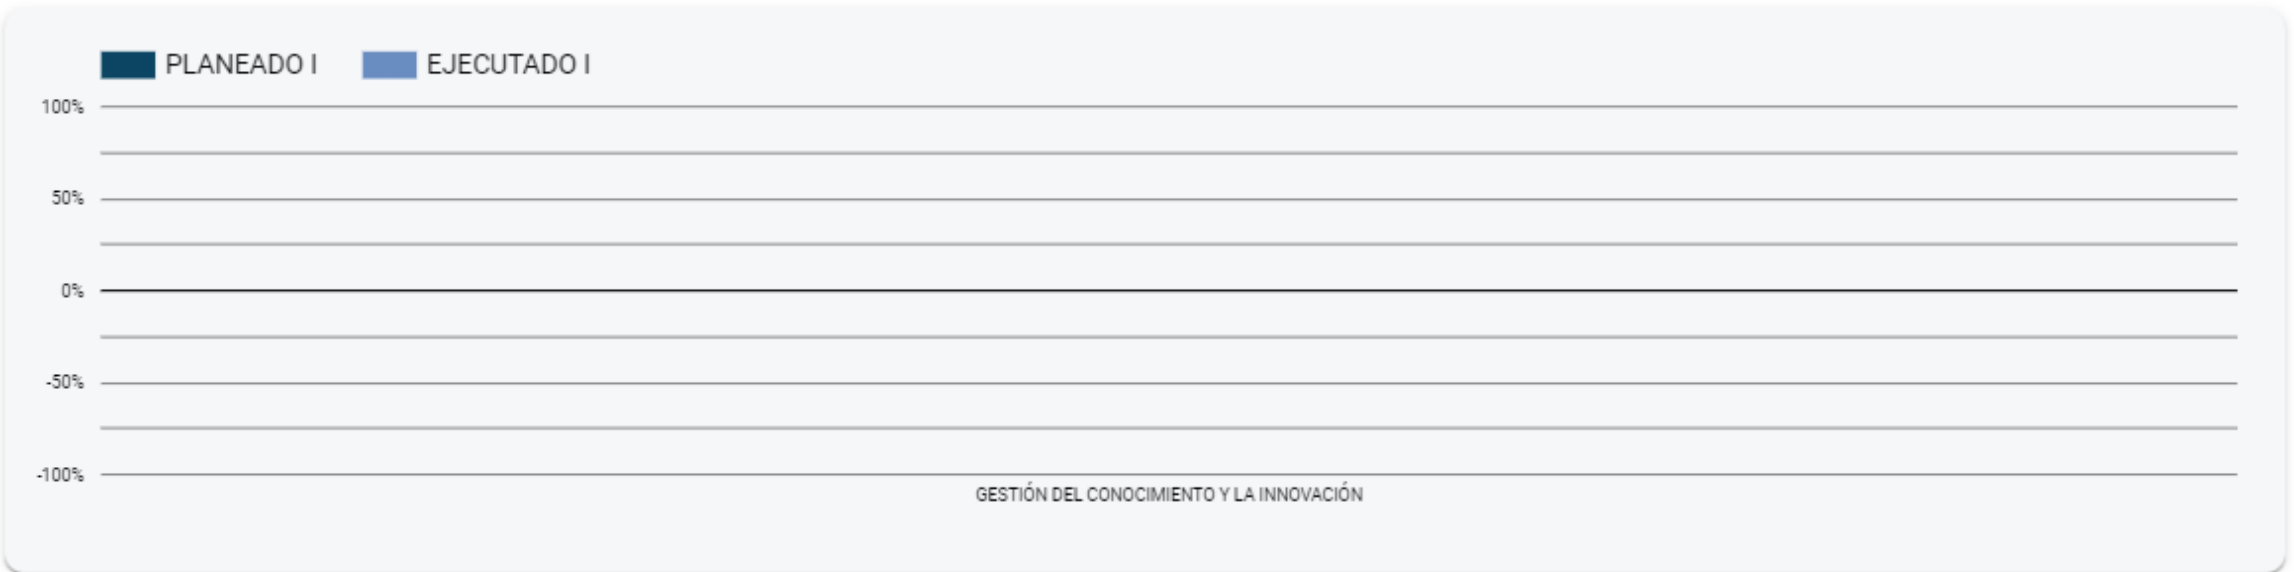 PLANEADO I EJECUTADO I
100%
50%
0%
-50%
-100%
GESTIÓN DEL CONOCIMIENTO Y LA INNOVACIÓN